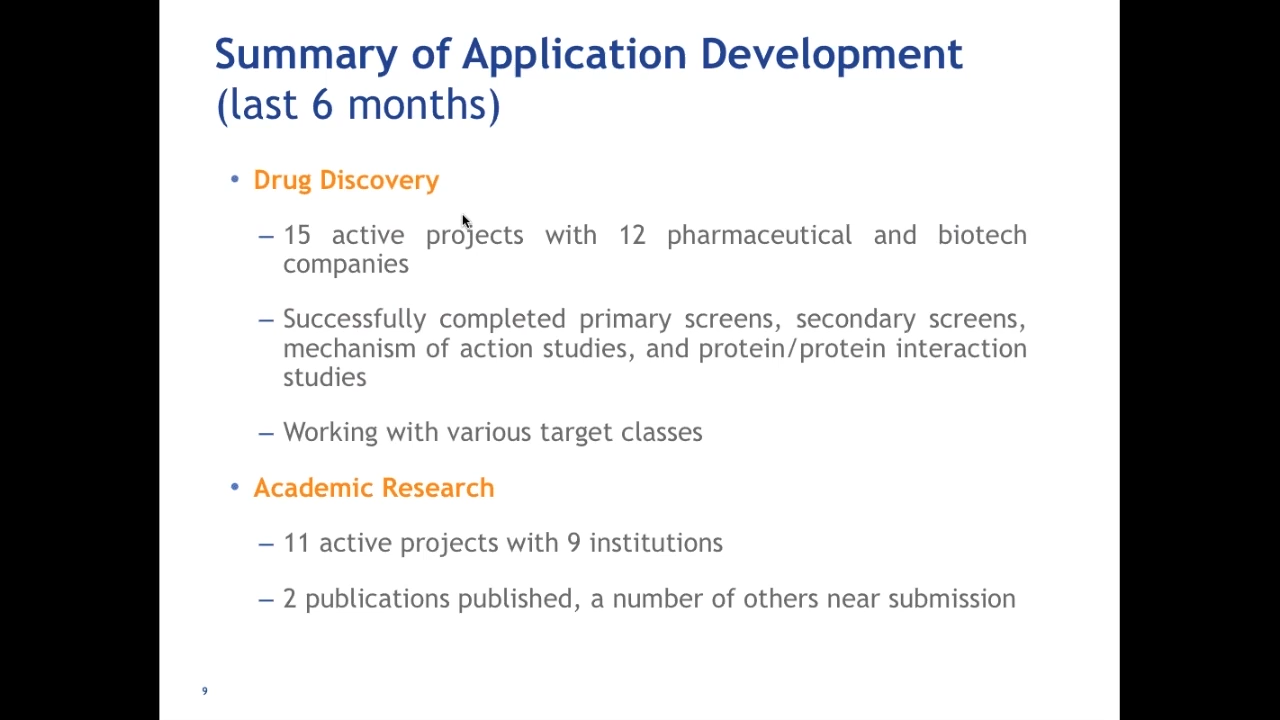 Summary of Application Development
(last 6 months)
• Drug Discovery
– 15 active projects with 12 pharmaceutical and biotech
companies
– Successfully completed primary screens, secondary screens,
mechanism of action studies, and protein/protein interaction
studies
– Working with various target classes
• Academic Research
– 11 active projects with 9 institutions
– 2 publications published, a number of others near submission
9